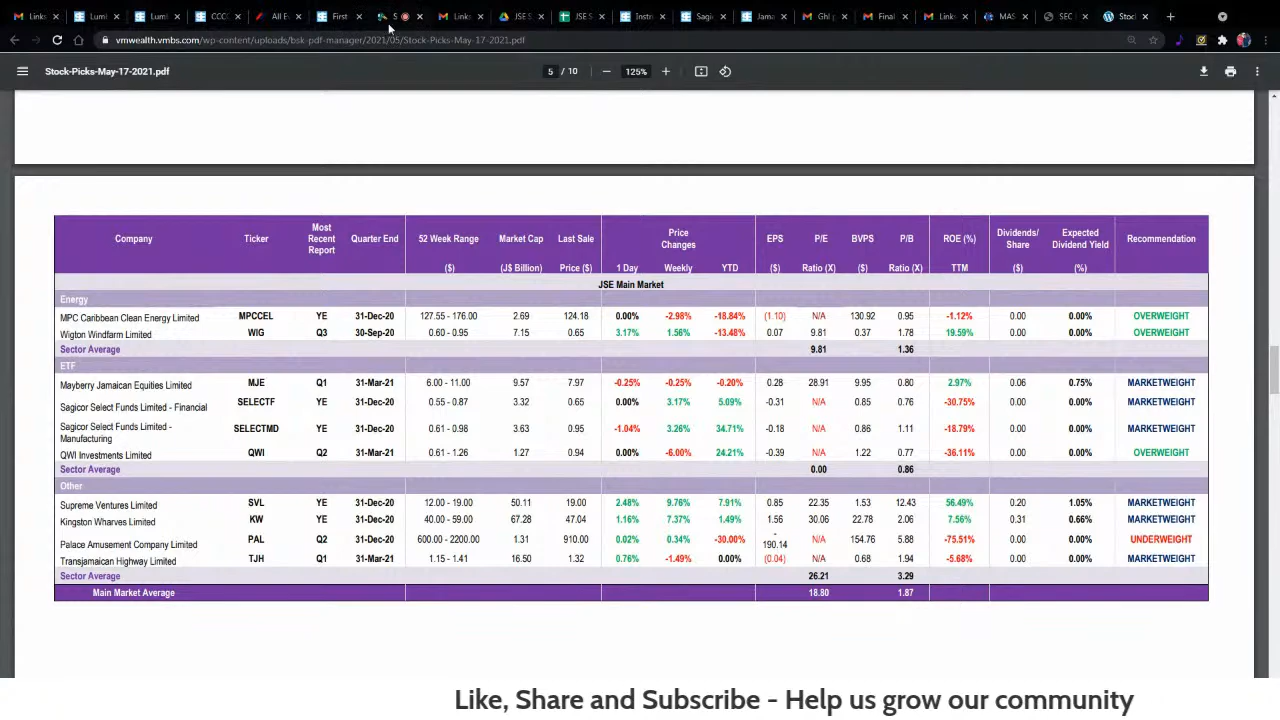 Links Lumi Lumi CCCC All Ev First S Links JSE S JSE S Instru Sagic Jamai Ghl p Final Links MAS SEC Stock
vmwealth.vmbs.com/wp-content/uploads/bsk-pdf-manager/2021/05/Stock-Picks-May-17-2021.pdf
Stock-Picks-May-17-2021.pdf 5 / 10 125%
Company Ticker Most Recent Report Quarter End 52 Week Range ($) Market Cap (J$ Billion) Last Sale Price ($) Price Changes 1 Day Weekly YTD EPS ($) P/E Ratio (X) BVPS ($) P/B Ratio (X) ROE (%) TTM Dividends/ Share ($) Expected Dividend Yield (%) Recommendation
JSE Main Market
Energy
MPC Caribbean Clean Energy Limited MPCCEL YE 31-Dec-20 127.55 - 176.00 2.69 124.18 0.00% -2.98% -18.84% (1.10) N/A 130.92 0.95 -1.12% 0.00 0.00% OVERWEIGHT
Wigton Windfarm Limited WIG Q3 30-Sep-20 0.60 - 0.95 7.15 0.65 3.17% 1.56% -13.48% 0.07 9.81 0.37 1.78 19.59% 0.00 0.00% OVERWEIGHT
Sector Average 9.81 1.36
ETF
Mayberry Jamaican Equities Limited MJE Q1 31-Mar-21 6.00 - 11.00 9.57 7.97 -0.25% -0.25% -0.20% 0.28 28.91 9.95 0.80 2.97% 0.06 0.75% MARKETWEIGHT
Sagicor Select Funds Limited - Financial SELECTF YE 31-Dec-20 0.55 - 0.87 3.32 0.65 0.00% 3.17% 5.09% -0.31 N/A 0.85 0.76 -30.75% 0.00 0.00% MARKETWEIGHT
Sagicor Select Funds Limited - Manufacturing SELECTMD YE 31-Dec-20 0.61 - 0.98 3.63 0.95 -1.04% 3.26% 34.71% -0.18 N/A 0.86 1.11 -18.79% 0.00 0.00% MARKETWEIGHT
QWI Investments Limited QWI Q2 31-Mar-21 0.61 - 1.26 1.27 0.94 0.00% -6.00% 24.21% -0.39 N/A 1.22 0.77 -36.11% 0.00 0.00% OVERWEIGHT
Sector Average 0.00 0.86
Other
Supreme Ventures Limited SVL YE 31-Dec-20 12.00 - 19.00 50.11 19.00 2.48% 9.76% 7.91% 0.85 22.35 1.53 12.43 56.49% 0.20 1.05% MARKETWEIGHT
Kingston Wharves Limited KW YE 31-Dec-20 40.00 - 59.00 67.28 47.04 1.16% 7.37% 1.49% 1.56 30.06 22.78 2.06 7.56% 0.31 0.66% MARKETWEIGHT
Palace Amusement Company Limited PAL Q2 31-Dec-20 600.00 - 2200.00 1.31 910.00 0.02% 0.34% -30.00% - 190.14 N/A 154.76 5.88 -75.51% 0.00 0.00% UNDERWEIGHT
Transjamaican Highway Limited TJH Q1 31-Mar-21 1.15 - 1.41 16.50 1.32 0.76% -1.49% 0.00% (0.04) N/A 0.68 1.94 -5.68% 0.00 0.00% MARKETWEIGHT
Sector Average 26.21 3.29
Main Market Average 18.80 1.87
Like, Share and Subscribe - Help us grow our community